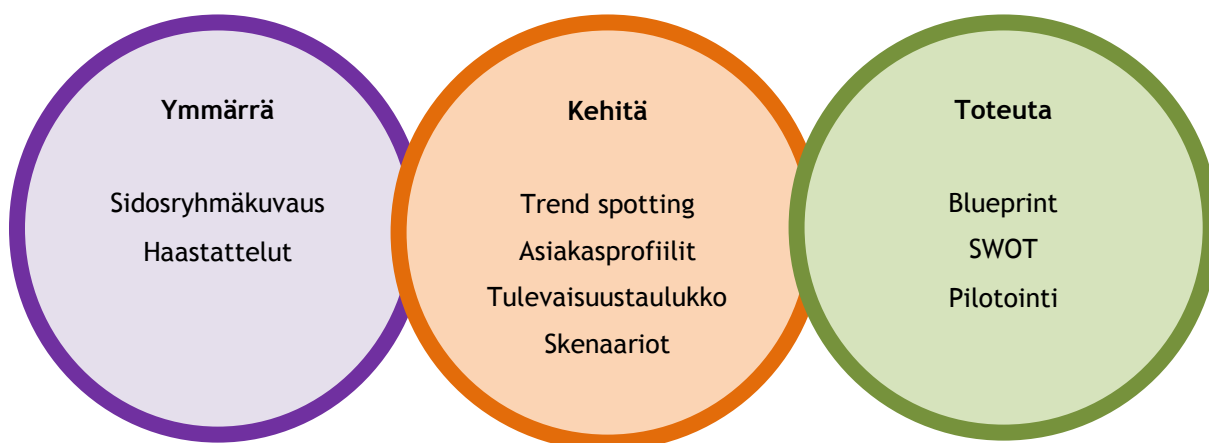 Ymmärrä
Sidosryhmäkuvaus
Haastattelut
Kehitä
Trend spotting
Asiakasprofiilit
Tulevaisuustaulukko
Skenaariot
Toteuta
Blueprint
SWOT
Pilotointi